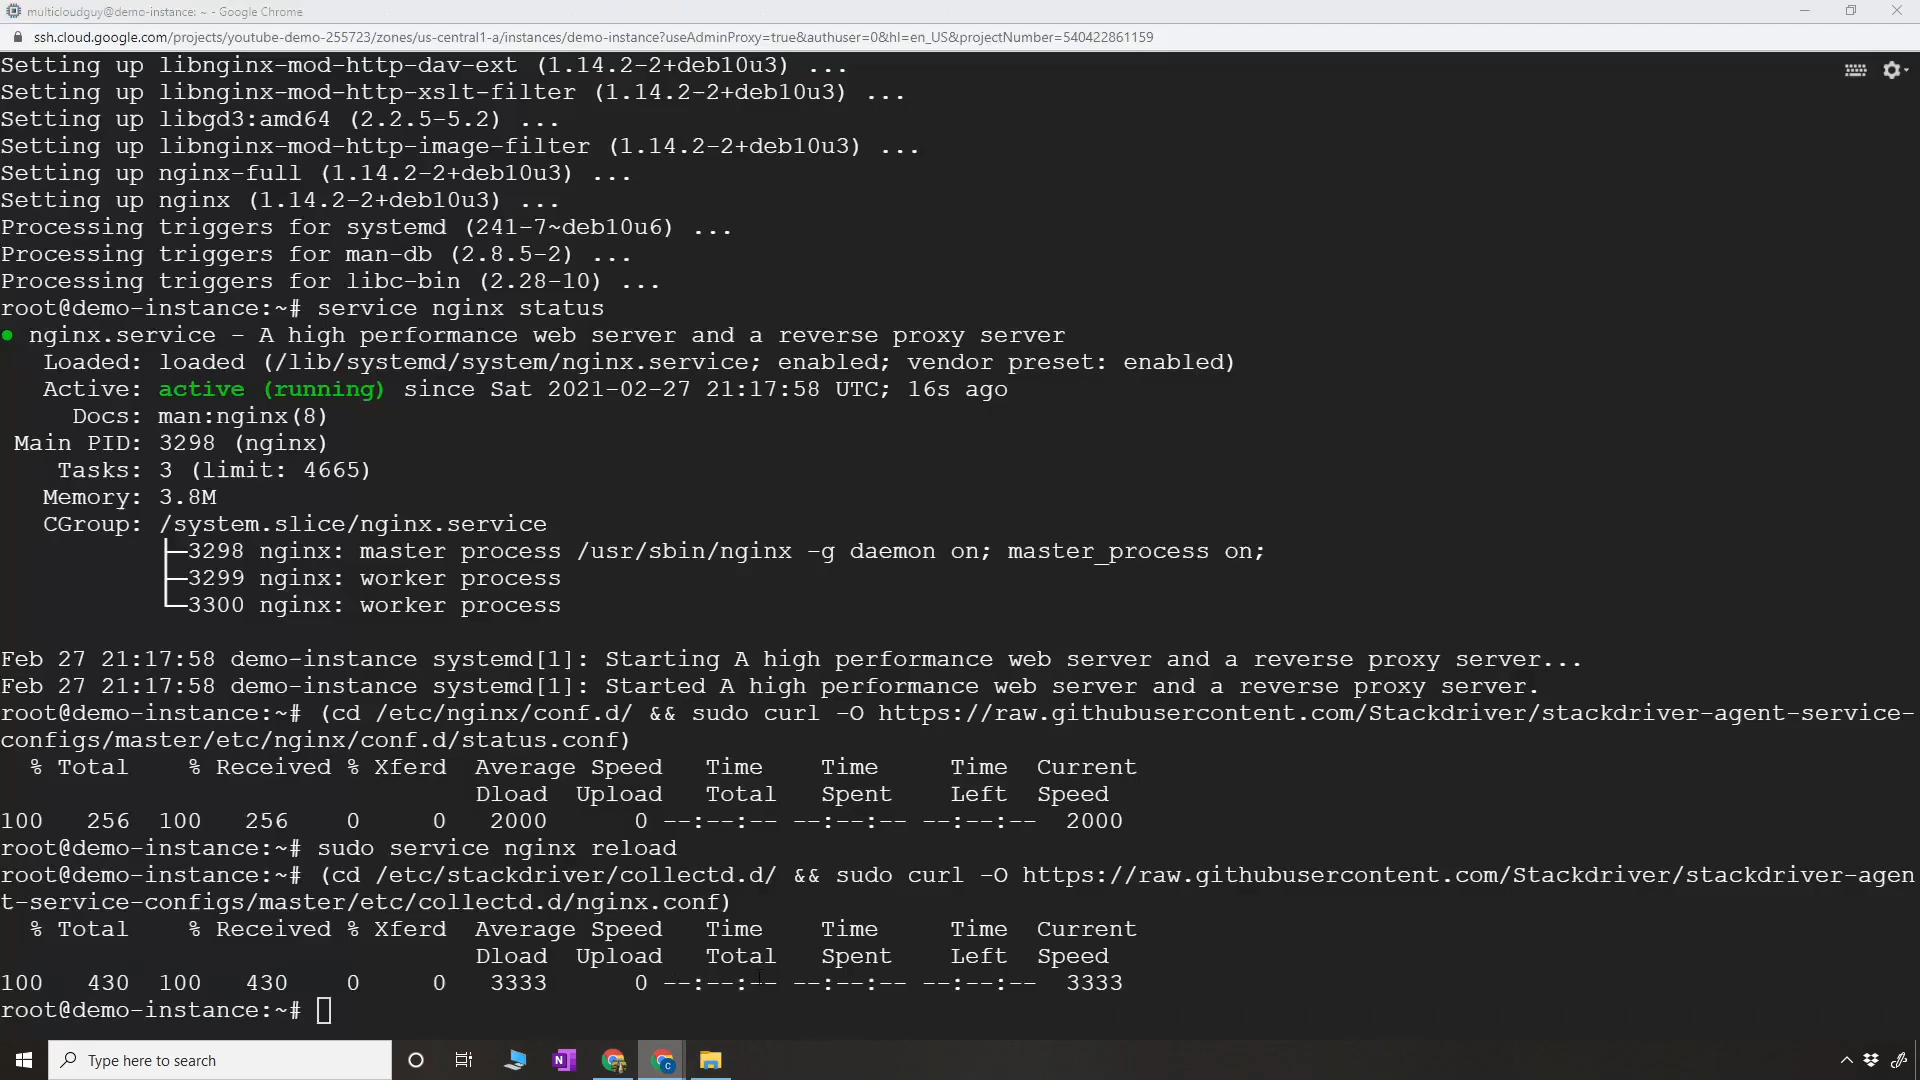 multicloudguy@demo-instance: ~ - Google Chrome
ssh.cloud.google.com/projects/youtube-demo-255723/zones/us-central1-a/instances/demo-instance?useAdminProxy=true&authuser=0&hl=en_US&projectNumber=540422861159
Setting up libnginx-mod-http-dav-ext (1.14.2-2+deb10u3) ...
Setting up libnginx-mod-http-xslt-filter (1.14.2-2+deb10u3) ...
Setting up libgd3:amd64 (2.2.5-5.2) ...
Setting up libnginx-mod-http-image-filter (1.14.2-2+deb10u3) ...
Setting up nginx-full (1.14.2-2+deb10u3) ...
Setting up nginx (1.14.2-2+deb10u3) ...
Processing triggers for systemd (241-7~deb10u6) ...
Processing triggers for man-db (2.8.5-2) ...
Processing triggers for libc-bin (2.28-10) ...
root@demo-instance:~# service nginx status
● nginx.service - A high performance web server and a reverse proxy server
   Loaded: loaded (/lib/systemd/system/nginx.service; enabled; vendor preset: enabled)
   Active: active (running) since Sat 2021-02-27 21:17:58 UTC; 16s ago
     Docs: man:nginx(8)
 Main PID: 3298 (nginx)
    Tasks: 3 (limit: 4665)
   Memory: 3.8M
   CGroup: /system.slice/nginx.service
           ├─3298 nginx: master process /usr/sbin/nginx -g daemon on; master_process on;
           ├─3299 nginx: worker process
           └─3300 nginx: worker process
Feb 27 21:17:58 demo-instance systemd[1]: Starting A high performance web server and a reverse proxy server...
Feb 27 21:17:58 demo-instance systemd[1]: Started A high performance web server and a reverse proxy server.
root@demo-instance:~# (cd /etc/nginx/conf.d/ && sudo curl -O https://raw.githubusercontent.com/Stackdriver/stackdriver-agent-service-
configs/master/etc/nginx/conf.d/status.conf)
  % Total    % Received % Xferd  Average Speed   Time    Time     Time  Current
                                 Dload  Upload   Total   Spent    Left  Speed
100   256  100   256    0     0   2000      0 --:--:-- --:--:-- --:--:--  2000
root@demo-instance:~# sudo service nginx reload
root@demo-instance:~# (cd /etc/stackdriver/collectd.d/ && sudo curl -O https://raw.githubusercontent.com/Stackdriver/stackdriver-agen
t-service-configs/master/etc/collectd.d/nginx.conf)
  % Total    % Received % Xferd  Average Speed   Time    Time     Time  Current
                                 Dload  Upload   Total   Spent    Left  Speed
100   430  100   430    0     0   3333      0 --:--:-- --:--:-- --:--:--  3333
root@demo-instance:~#
Type here to search